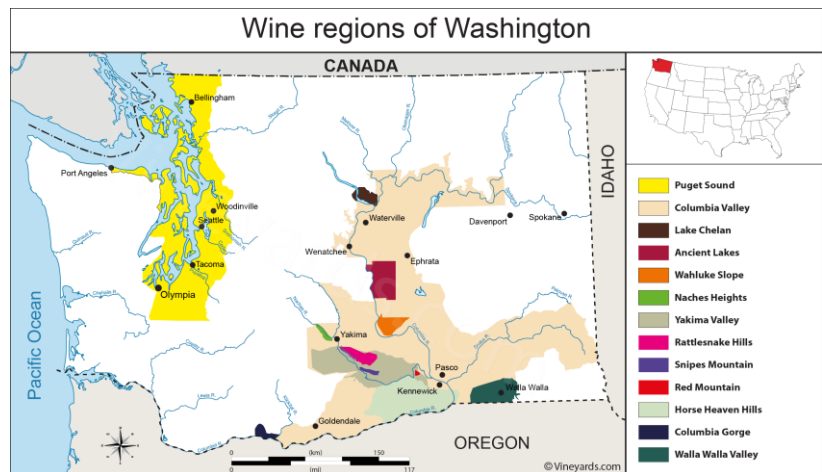 Wine regions of Washington
CANADA
Bellingham
Port Angeles
Woodinville
Seattle
Tacoma
Olympia
Waterville
Wenatchee
Ephrata
Davenport
Spokane
Yakima
Pasco
Kennewick
Walla Walla
Goldendale
Pacific Ocean
IDAHO
OREGON
0
(km)
150
0
(mi)
117
© Vineyards.com
Puget Sound
Columbia Valley
Lake Chelan
Ancient Lakes
Wahluke Slope
Naches Heights
Yakima Valley
Rattlesnake Hills
Snipes Mountain
Red Mountain
Horse Heaven Hills
Columbia Gorge
Walla Walla Valley